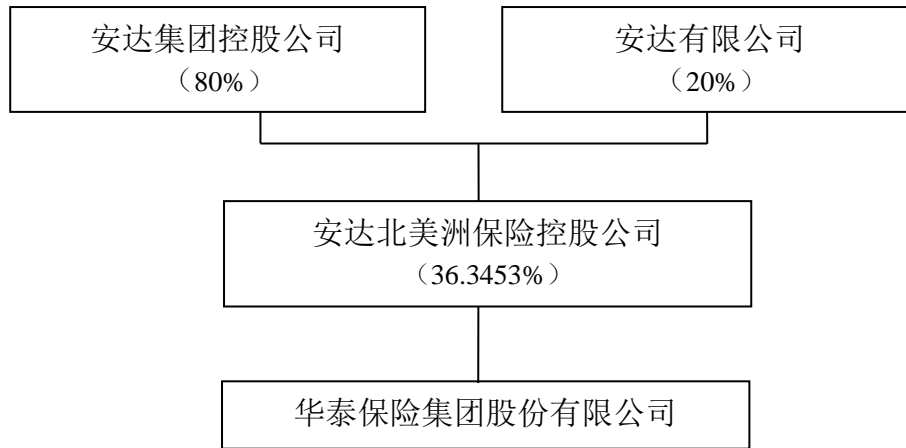 安达集团控股公司
（80%）
安达有限公司
（20%）
安达北美洲保险控股公司
（36.3453%）
华泰保险集团股份有限公司